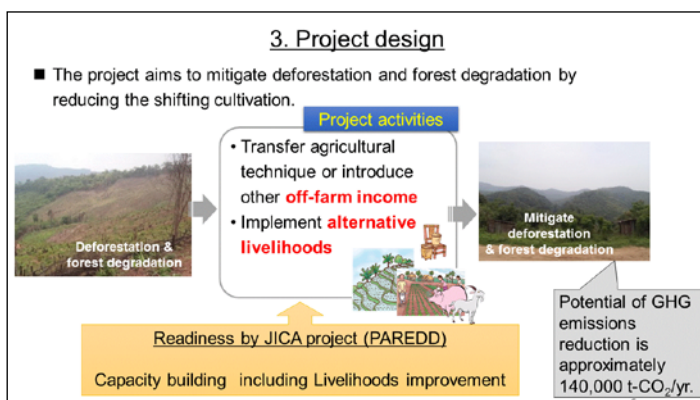 3. Project design
■ The project aims to mitigate deforestation and forest degradation by
reducing the shifting cultivation.
Project activities
• Transfer agricultural
technique or introduce
other off-farm income
• Implement alternative
livelihoods
Deforestation &
forest degradation
Mitigate
deforestation
& forest degradation
Readiness by JICA project (PAREDD)
Capacity building including Livelihoods improvement
Potential of GHG
emissions
reduction is
approximately
140,000 t-CO₂/yr.